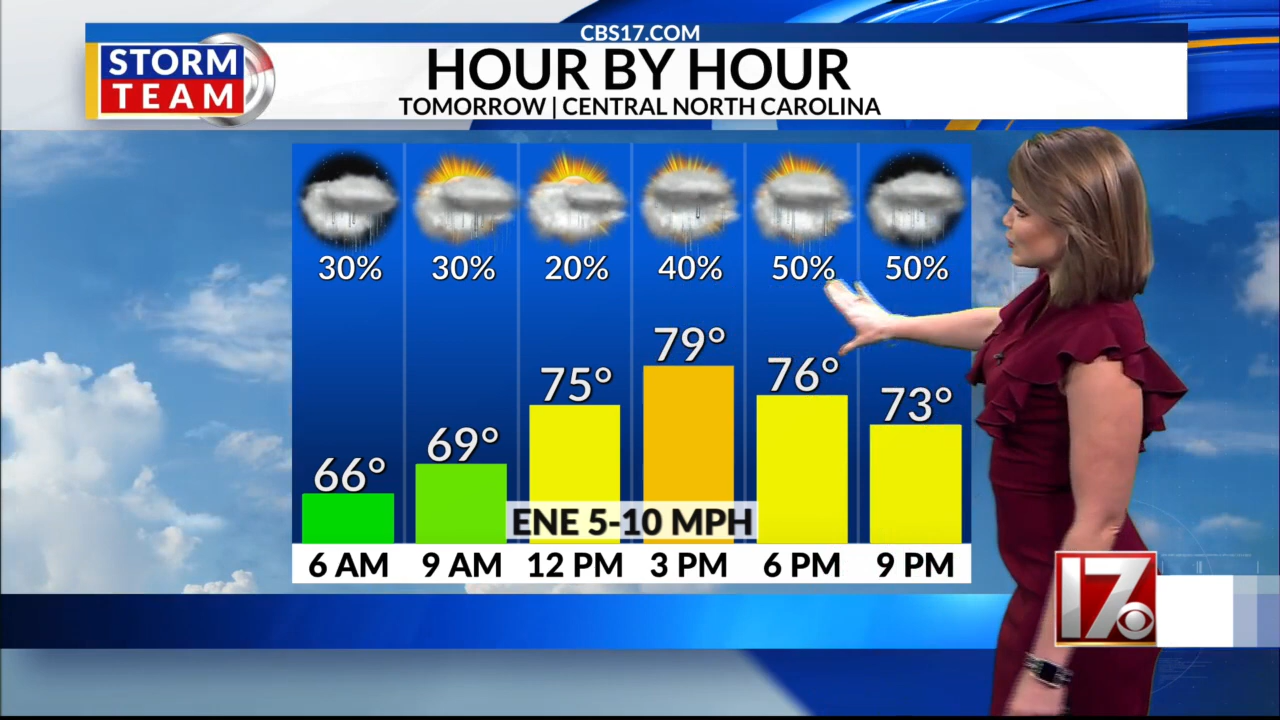 CBS17.COM
STORM
TEAM
HOUR BY HOUR
TOMORROW | CENTRAL NORTH CAROLINA
30% 30% 20% 40% 50% 50%
66° 69° 75° 79° 76° 73°
ENE 5-10 MPH
6 AM 9 AM 12 PM 3 PM 6 PM 9 PM
17